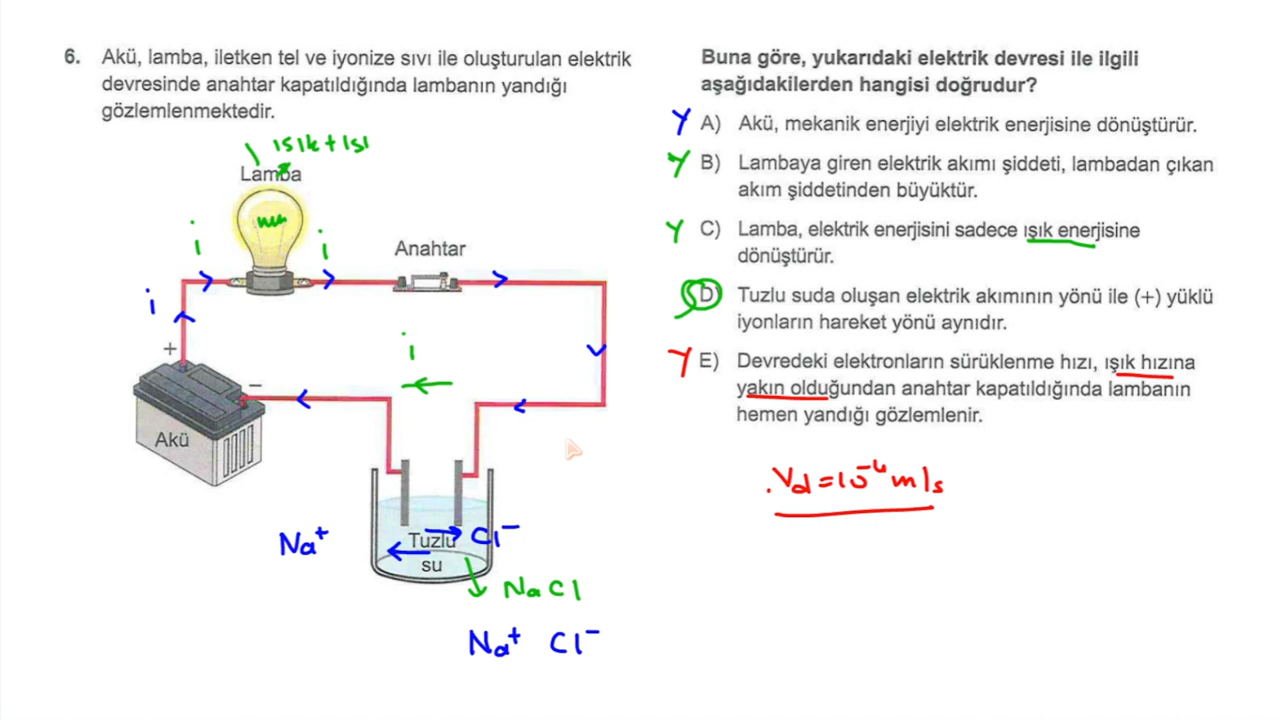 6. Akü, lamba, iletken tel ve iyonize sıvı ile oluşturulan elektrik
devresinde anahtar kapatıldığında lambanın yandığı
gözlemlenmektedir.
ışık + ısı
Lamba
i
i
Anahtar
i
i
+
−
Akü
Na⁺
Tuzlu
su
Cl⁻
NaCl
Na⁺ Cl⁻
Buna göre, yukarıdaki elektrik devresi ile ilgili
aşağıdakilerden hangisi doğrudur?
Y A) Akü, mekanik enerjiyi elektrik enerjisine dönüştürür.
Y B) Lambaya giren elektrik akımı şiddeti, lambadan çıkan
akım şiddetinden büyüktür.
Y C) Lamba, elektrik enerjisini sadece ışık enerjisine
dönüştürür.
D) Tuzlu suda oluşan elektrik akımının yönü ile (+) yüklü
iyonların hareket yönü aynıdır.
Y E) Devredeki elektronların sürüklenme hızı, ışık hızına
yakın olduğundan anahtar kapatıldığında lambanın
hemen yandığı gözlemlenir.
Vd = 10⁻⁴ m/s